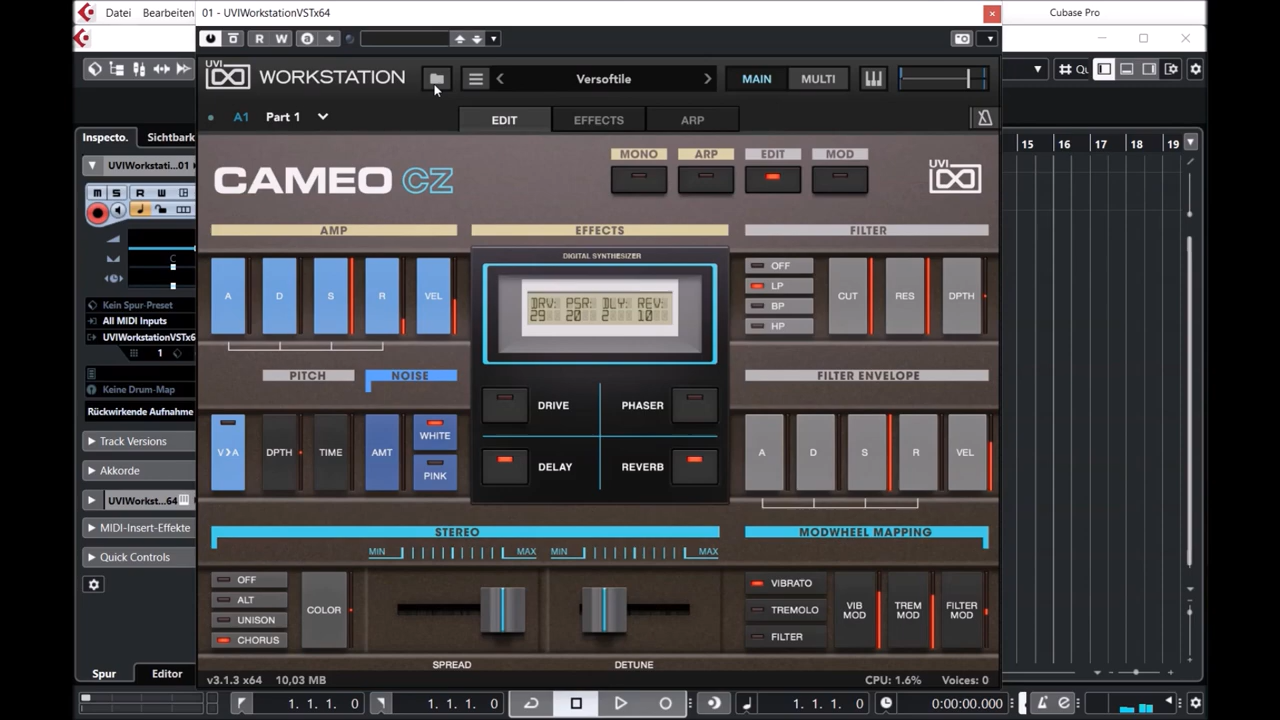 Datei Bearbeiten
01 - UVIWorkstationVSTx64
Cubase Pro
R W
UVI WORKSTATION
Versoftile
MAIN MULTI
A1 Part 1
EDIT EFFECTS ARP
Inspecto. Sichtbark
UVIWorkstati...01
m S R W
C
Kein Spur-Preset
All MIDI Inputs
UVIWorkstationVSTx6
1
Keine Drum-Map
Rückwirkende Aufnahme
Track Versions
Akkorde
UVIWorkst...64
MIDI-Insert-Effekte
Quick Controls
Spur Editor
CAMEO CZ
MONO ARP EDIT MOD
UVI
AMP
A D S R VEL
EFFECTS
DIGITAL SYNTHESIZER
DRV: PSR: DLY: REV:
29 20 2 10
FILTER
OFF
LP
BP
HP
CUT RES DPTH
PITCH NOISE
V>A DPTH TIME AMT WHITE
PINK
DRIVE PHASER
DELAY REVERB
FILTER ENVELOPE
A D S R VEL
STEREO
MIN MAX MIN MAX
OFF
ALT
UNISON
CHORUS
COLOR
SPREAD DETUNE
MODWHEEL MAPPING
VIBRATO
TREMOLO
FILTER
VIB MOD
TREM MOD
FILTER MOD
v3.1.3 x64 10,03 MB
CPU: 1.6% Voices: 0
QL
15 16 17 18 19
1. 1. 1. 0 1. 1. 1. 0 1. 1. 1. 0 0:00:00.000